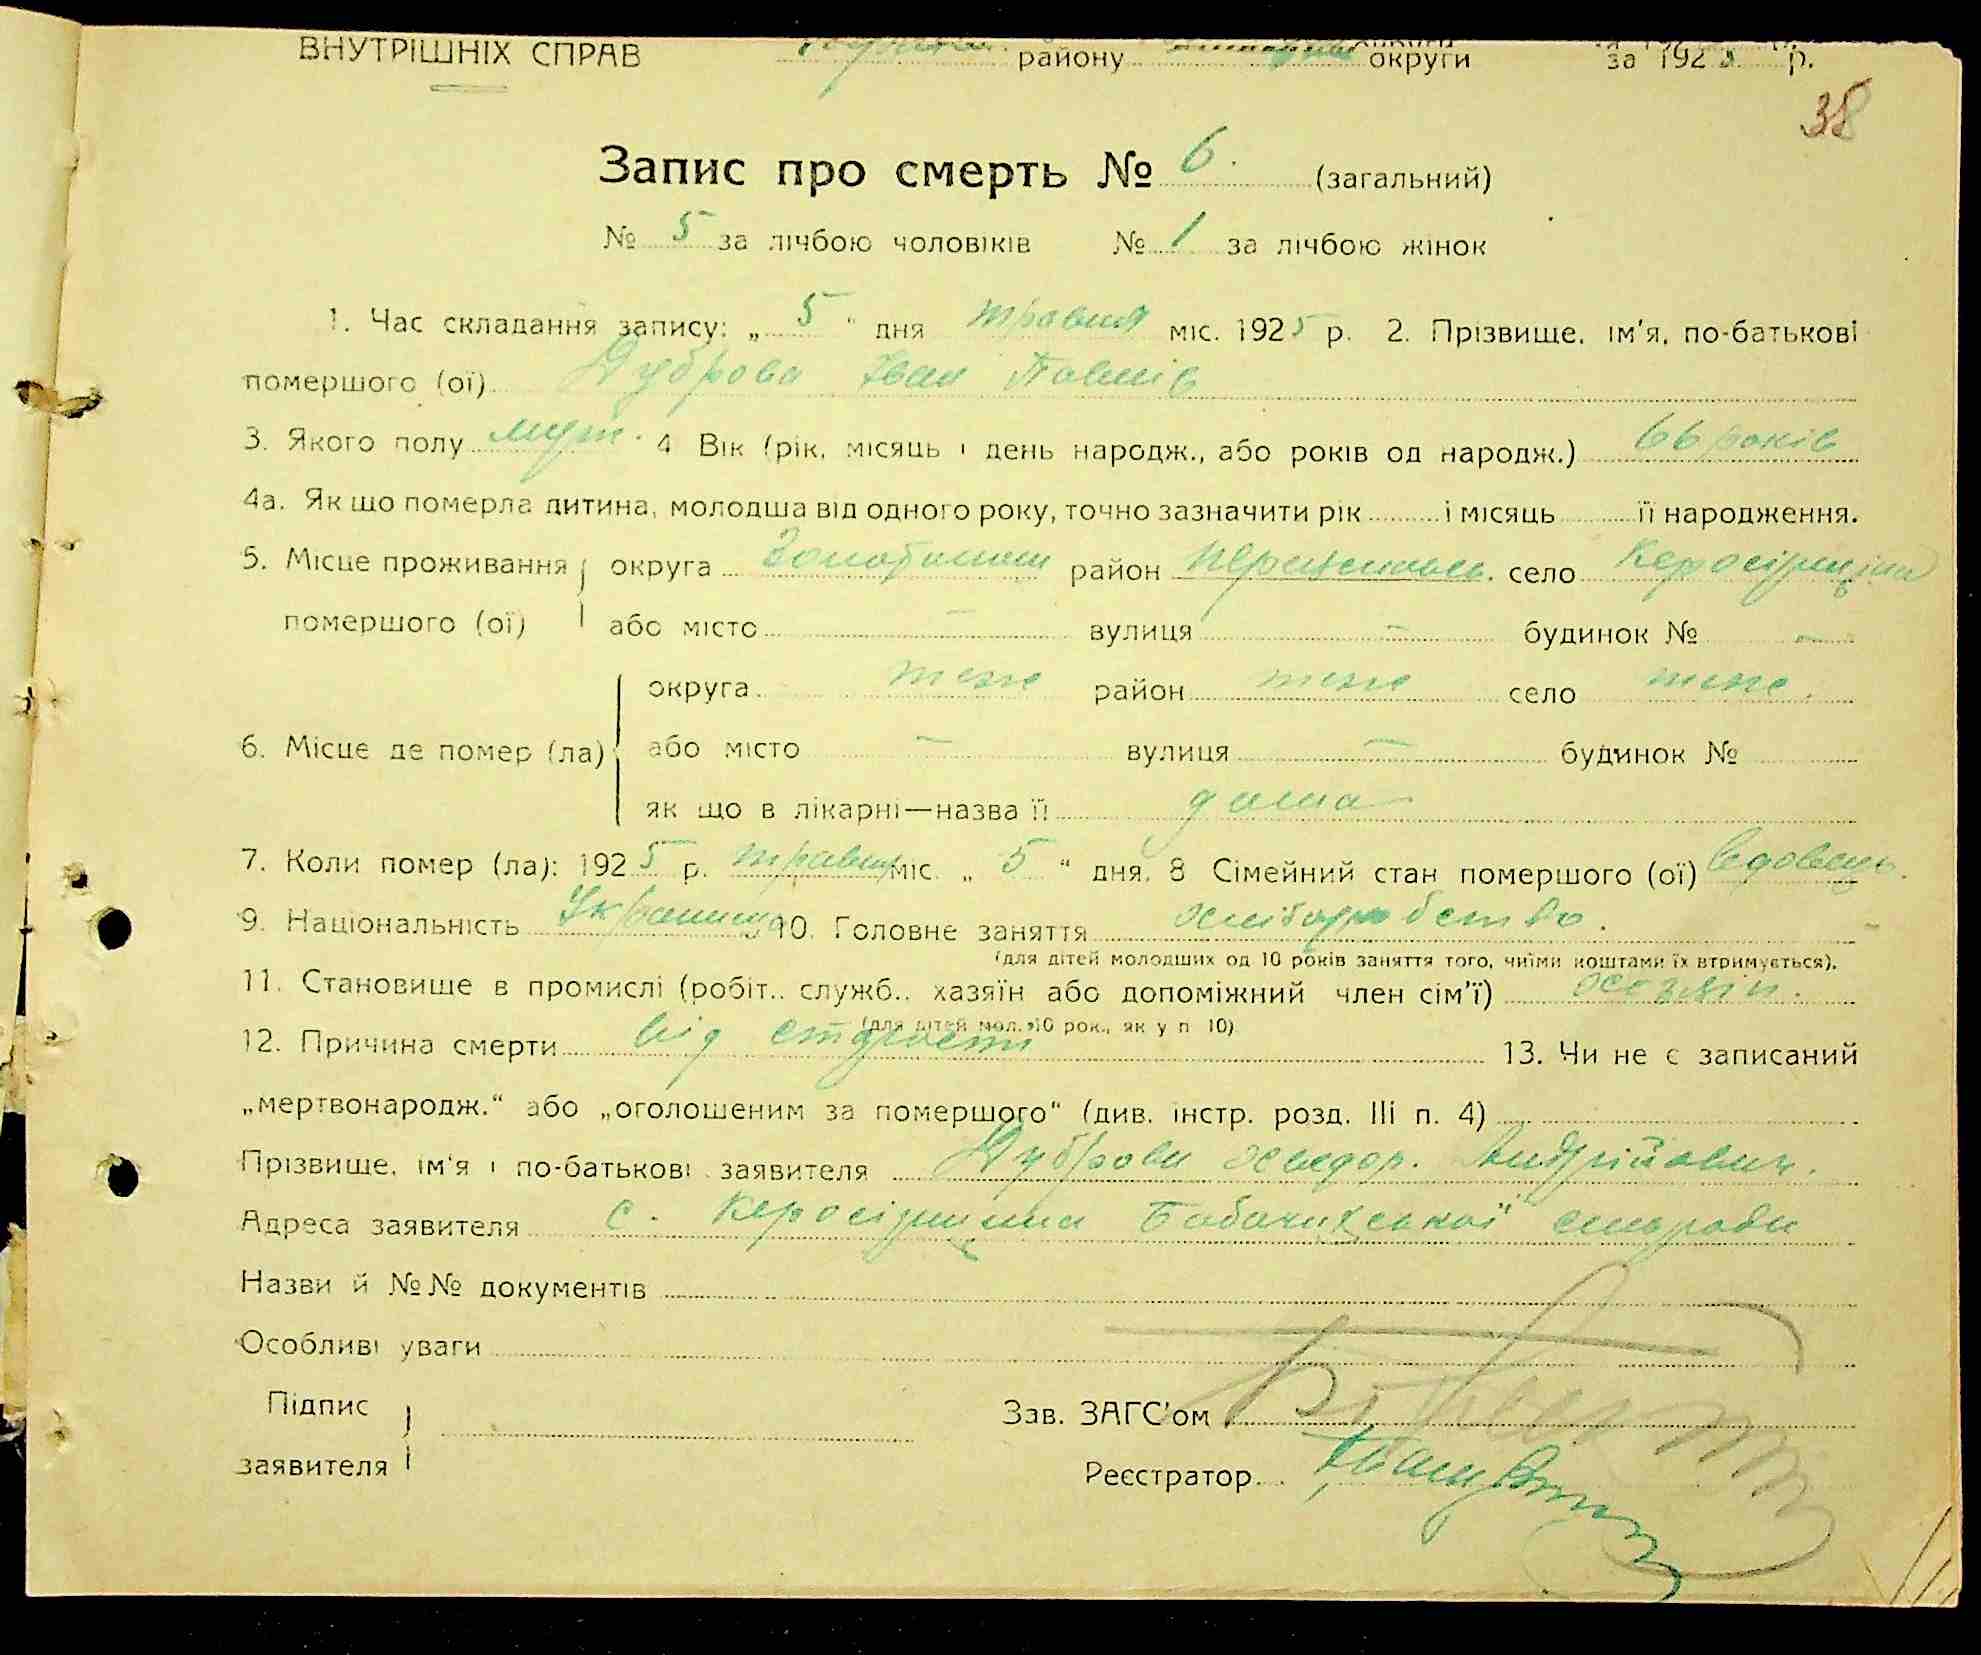 ВНУТРІШНІХ СПРАВ району округи за 1925 р.
38
Запис про смерть № 6. (загальний)
№ 5 за лічбою чоловіків № 1 за лічбою жінок
1. Час складання запису: „ 5 “ дня травня міс. 1925 р. 2. Прізвище, ім'я, по-батькові
помершого (ої) Дуброва Іван Павлів
3. Якого полу муж. 4 Вік (рік, місяць і день народж., або років од народж.) 66 років
4а. Як що померла дитина, молодша від одного року, точно зазначити рік і місяць її народження.
5. Місце проживання округа район село
помершого (ої) або місто — вулиця — будинок № —
округа теж район теж село теж.
6. Місце де помер (ла) або місто — вулиця — будинок №
як що в лікарні—назва її дома
7. Коли помер (ла): 1925 р. травня міс. „ 5 “ дня. 8 Сімейний стан помершого (ої) вдовець.
9. Національність 10. Головне заняття
(для дітей молодших од 10 років заняття того, чиїми коштами їх втримується).
11. Становище в промислі (робіт., служб., хазяїн або допоміжний член сім'ї)
(для дітей мол. 10 рок., як у п 10)
12. Причина смерти від старости 13. Чи не є записаний
„мертвонародж.“ або „оголошеним за помершого“ (див. інстр. розд. III п. 4)
Прізвище, ім'я і по-батькові заявителя Дуброва Андрійович.
Адреса заявителя с.
Назви й №№ документів
Особливі уваги
Підпис
заявителя
Зав. ЗАГС'ом
Реєстратор